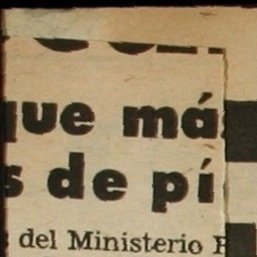 que má
s de pí
del Ministerio